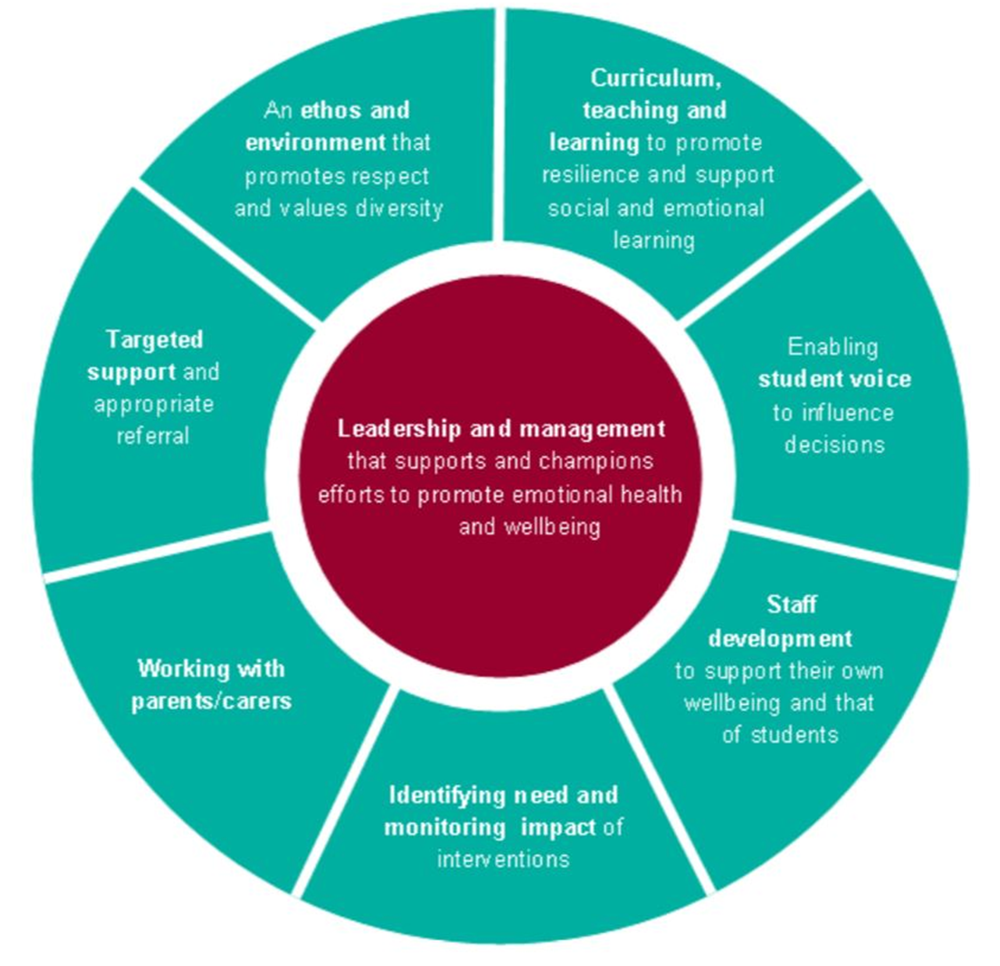 Curriculum,
teaching and
learning to promote
resilience and support
social and emotional
learning
Enabling
student voice
to influence
decisions
Staff
development
to support their own
wellbeing and that
of students
Identifying need and
monitoring impact of
interventions
Working with
parents/carers
Targeted
support and
appropriate
referral
An ethos and
environment that
promotes respect
and values diversity
Leadership and management
that supports and champions
efforts to promote emotional health
and wellbeing